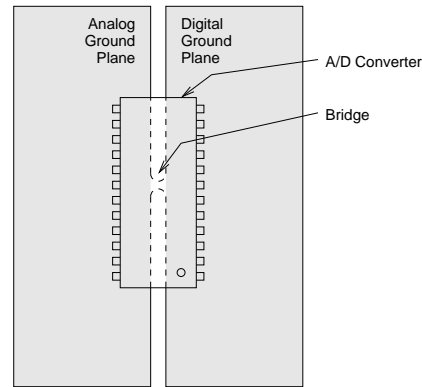 Analog
Ground
Plane
Digital
Ground
Plane
A/D Converter
Bridge